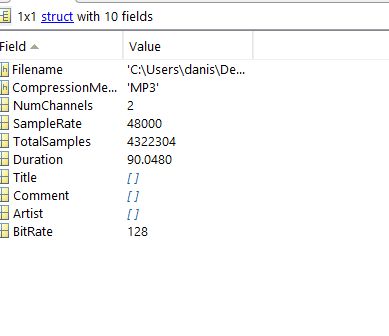 1x1 struct with 10 fields
Field Value
Filename 'C:\Users\danis\De...
CompressionMe... 'MP3'
NumChannels 2
SampleRate 48000
TotalSamples 4322304
Duration 90.0480
Title []
Comment []
Artist []
BitRate 128